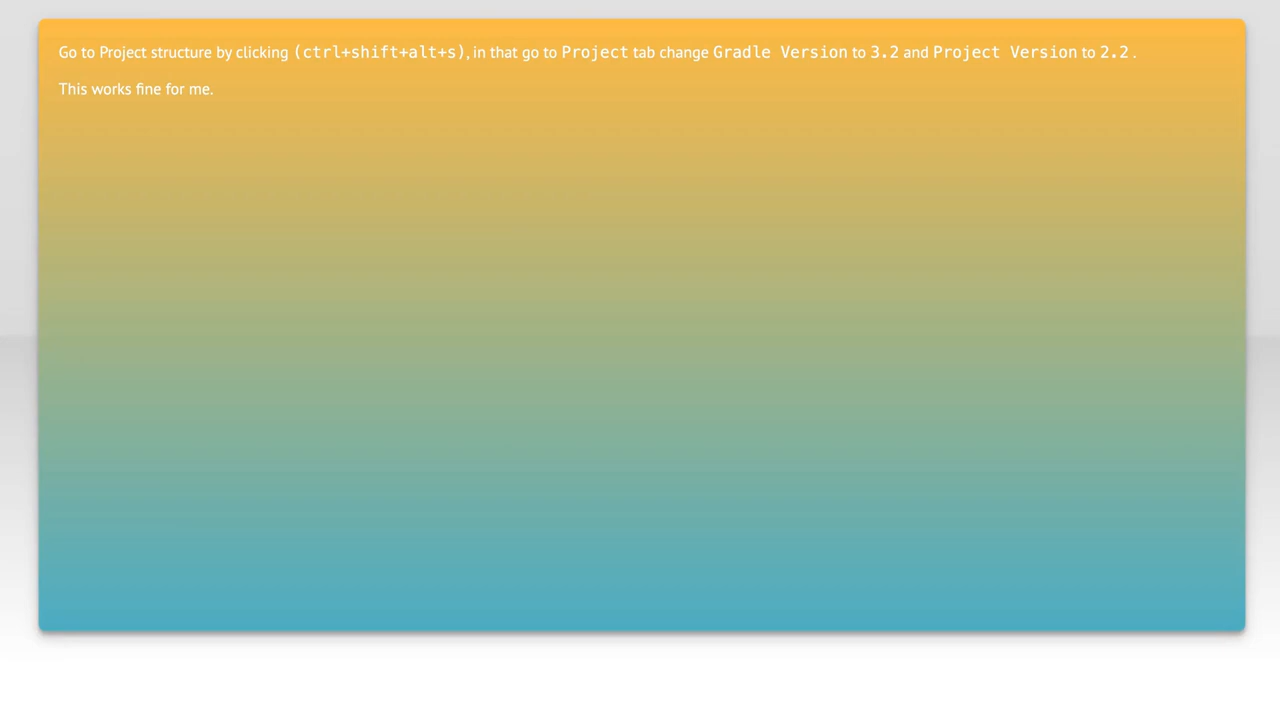 Go to Project structure by clicking (ctrl+shift+alt+s), in that go to Project tab change Gradle Version to 3.2 and Project Version to 2.2 .
This works fine for me.